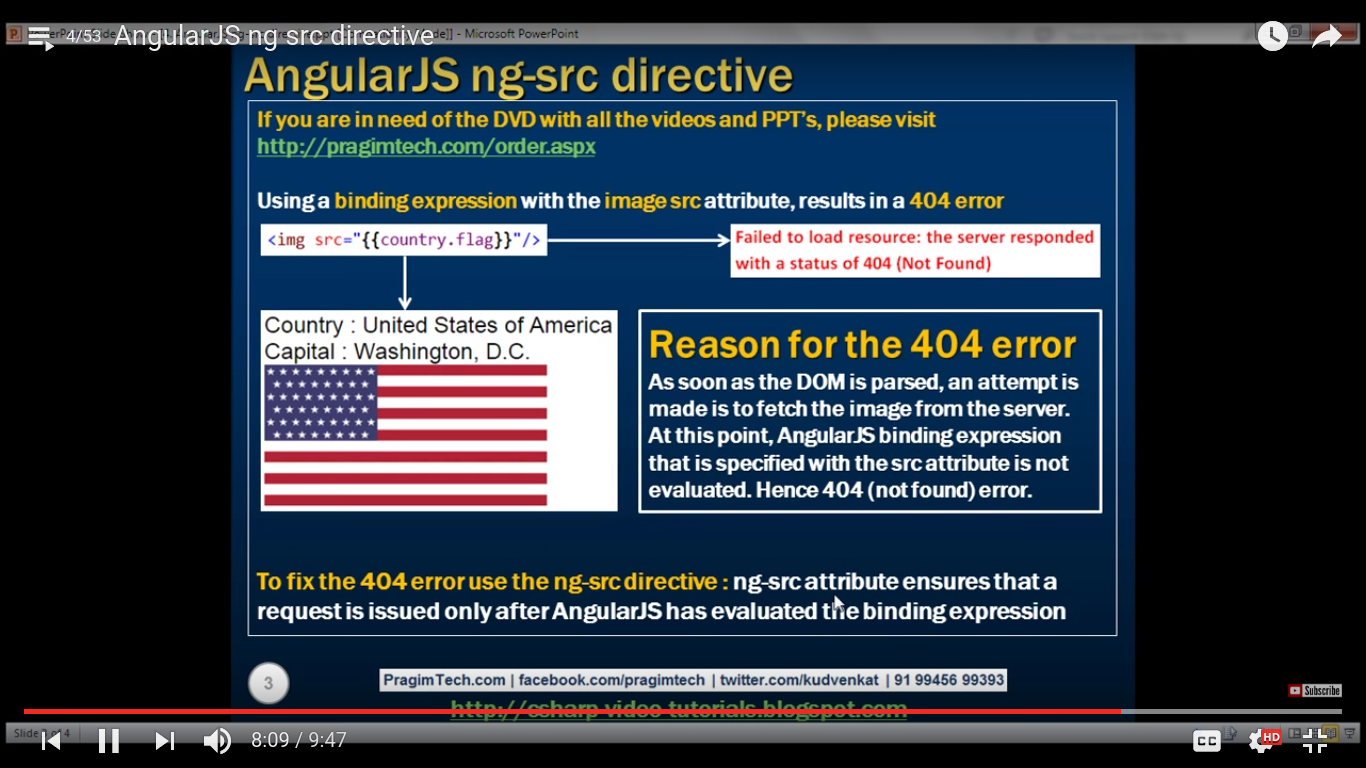 4/53 AngularJS ng src directive
- Microsoft PowerPoint
AngularJS ng-src directive
If you are in need of the DVD with all the videos and PPT's, please visit
http://pragimtech.com/order.aspx
Using a binding expression with the image src attribute, results in a 404 error
<img src="{{country.flag}}"/>
Failed to load resource: the server responded
with a status of 404 (Not Found)
Country : United States of America
Capital : Washington, D.C.
Reason for the 404 error
As soon as the DOM is parsed, an attempt is
made is to fetch the image from the server.
At this point, AngularJS binding expression
that is specified with the src attribute is not
evaluated. Hence 404 (not found) error.
To fix the 404 error use the ng-src directive : ng-src attribute ensures that a
request is issued only after AngularJS has evaluated the binding expression
3
PragimTech.com | facebook.com/pragimtech | twitter.com/kudvenkat | 91 99456 99393
Subscribe
http://csharp-video-tutorials.blogspot.com
Slide of 4
8:09 / 9:47
CC
HD